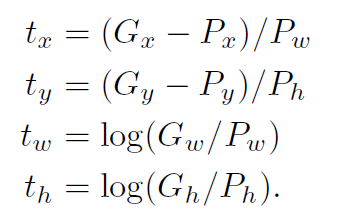 t_x = (G_x − P_x)/P_w
t_y = (G_y − P_y)/P_h
t_w = log(G_w/P_w)
t_h = log(G_h/P_h).